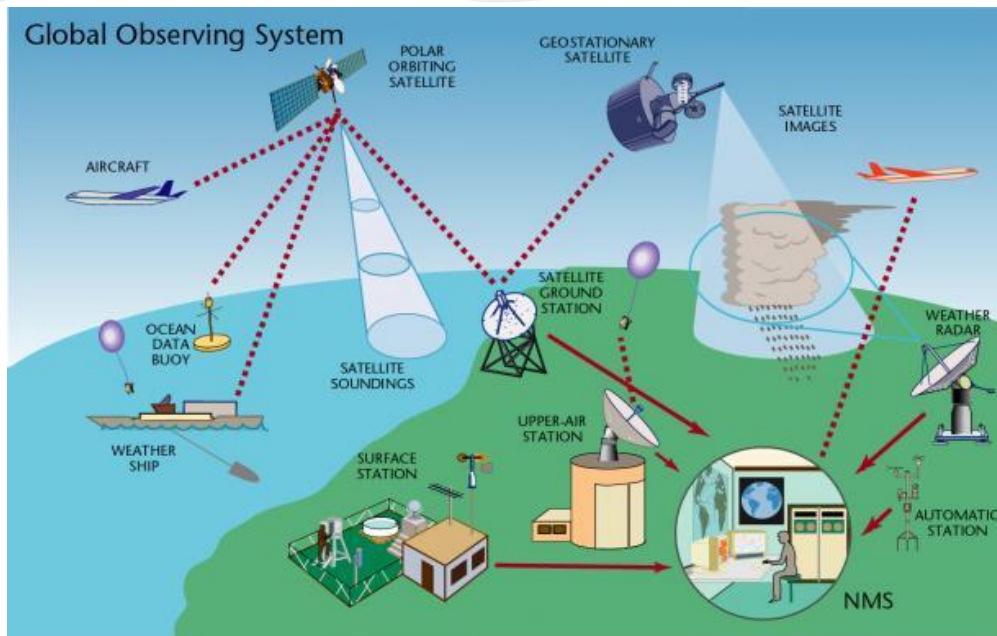 Global Observing System
POLAR
ORBITING
SATELLITE
GEOSTATIONARY
SATELLITE
SATELLITE
IMAGES
AIRCRAFT
OCEAN
DATA
BUOY
SATELLITE
GROUND
STATION
WEATHER
RADAR
SATELLITE
SOUNDINGS
WEATHER
SHIP
UPPER-AIR
STATION
SURFACE
STATION
AUTOMATIC
STATION
NMS